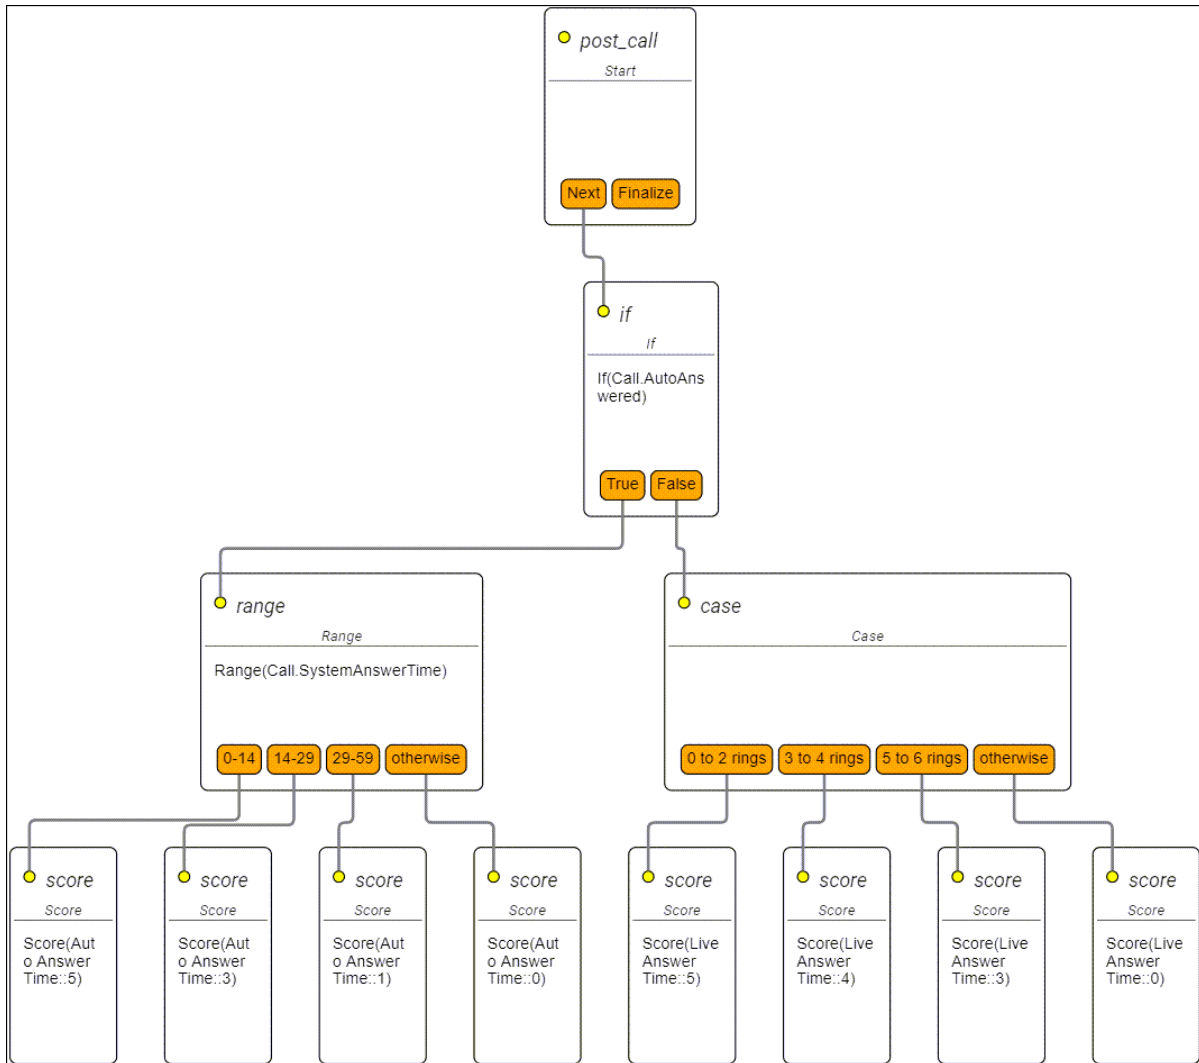 post_call
Start
Next Finalize
if
If
If(Call.AutoAns
wered)
True False
range
Range
Range(Call.SystemAnswerTime)
0-14 14-29 29-59 otherwise
case
Case
0 to 2 rings 3 to 4 rings 5 to 6 rings otherwise
score
Score
Score(Aut
o Answer
Time::5)
score
Score
Score(Aut
o Answer
Time::3)
score
Score
Score(Aut
o Answer
Time::1)
score
Score
Score(Aut
o Answer
Time::0)
score
Score
Score(Live
Answer
Time::5)
score
Score
Score(Live
Answer
Time::4)
score
Score
Score(Live
Answer
Time::3)
score
Score
Score(Live
Answer
Time::0)